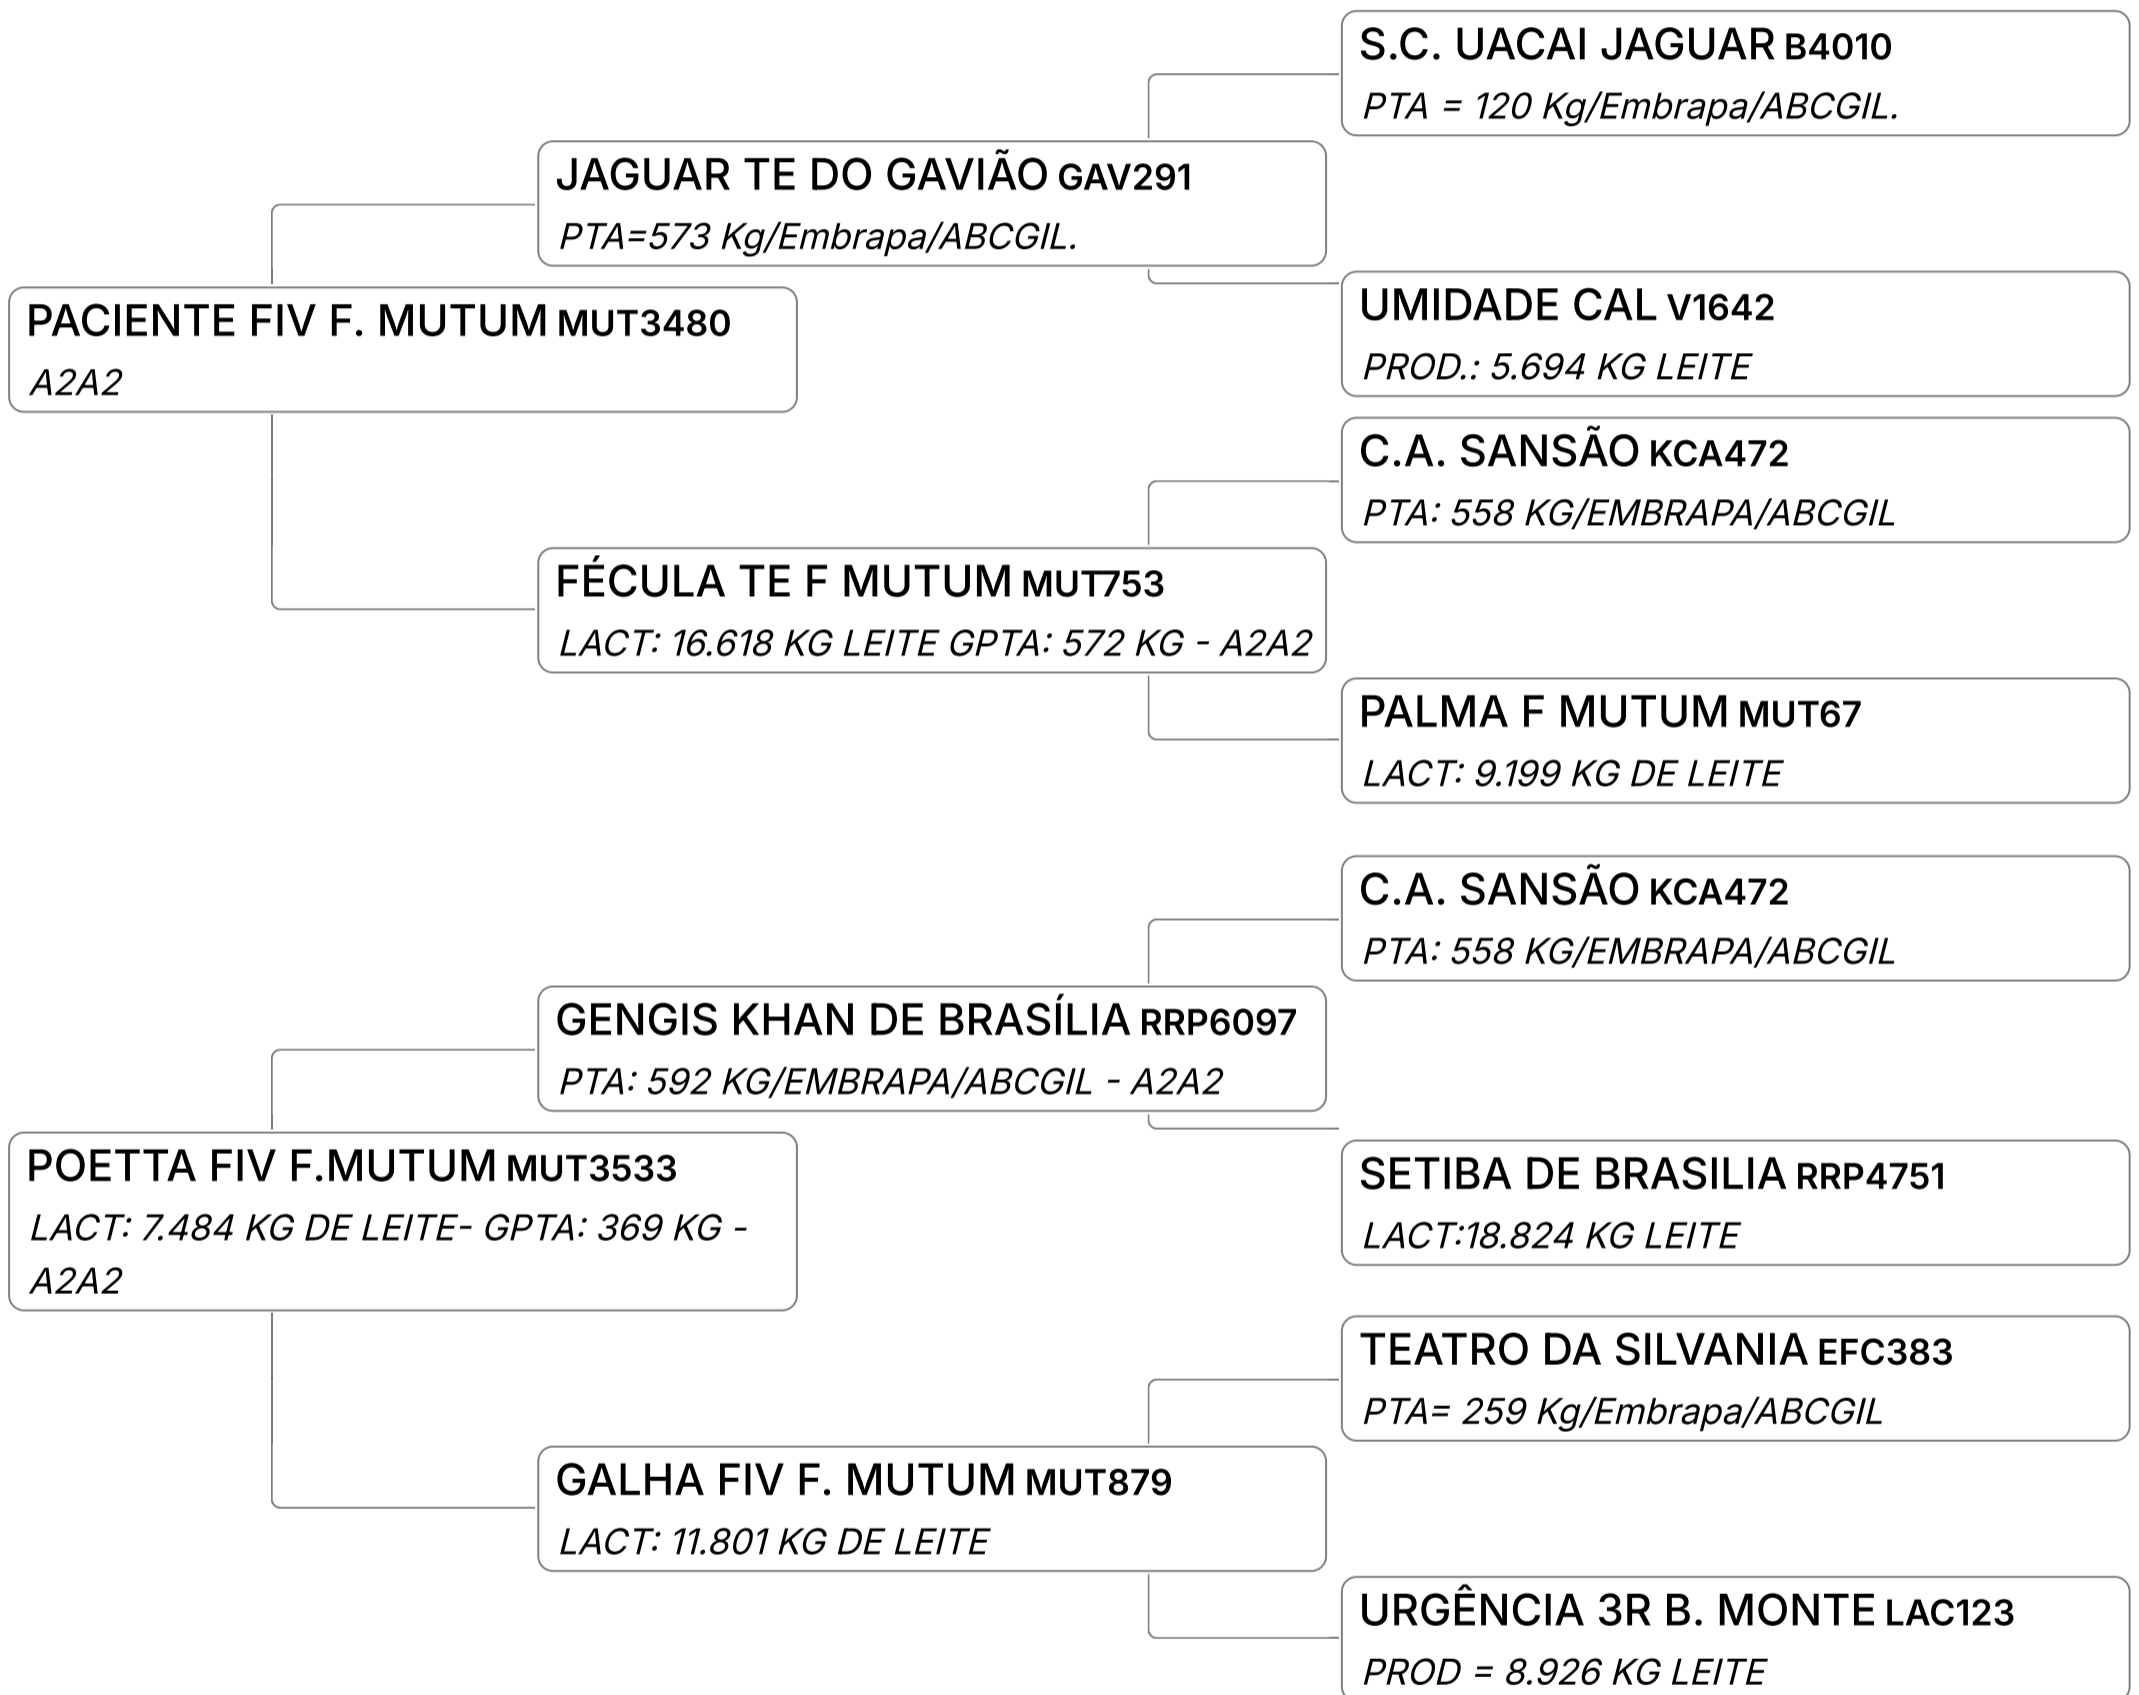 S.C. UACAI JAGUAR B4010
PTA = 120 Kg/Embrapa/ABCGIL.
JAGUAR TE DO GAVIÃO GAV291
PTA=573 Kg/Embrapa/ABCGIL.
UMIDADE CAL V1642
PROD.: 5.694 KG LEITE
PACIENTE FIV F. MUTUM MUT3480
A2A2
C.A. SANSÃO KCA472
PTA: 558 KG/EMBRAPA/ABCGIL
FÉCULA TE F MUTUM MUT753
LACT: 16.618 KG LEITE GPTA: 572 KG - A2A2
PALMA F MUTUM MUT67
LACT: 9.199 KG DE LEITE
C.A. SANSÃO KCA472
PTA: 558 KG/EMBRAPA/ABCGIL
GENGIS KHAN DE BRASÍLIA RRP6097
PTA: 592 KG/EMBRAPA/ABCGIL - A2A2
SETIBA DE BRASILIA RRP4751
LACT:18.824 KG LEITE
POETTA FIV F.MUTUM MUT3533
LACT: 7.484 KG DE LEITE- GPTA: 369 KG -
A2A2
TEATRO DA SILVANIA EFC383
PTA= 259 Kg/Embrapa/ABCGIL
GALHA FIV F. MUTUM MUT879
LACT: 11.801 KG DE LEITE
URGÊNCIA 3R B. MONTE LAC123
PROD = 8.926 KG LEITE